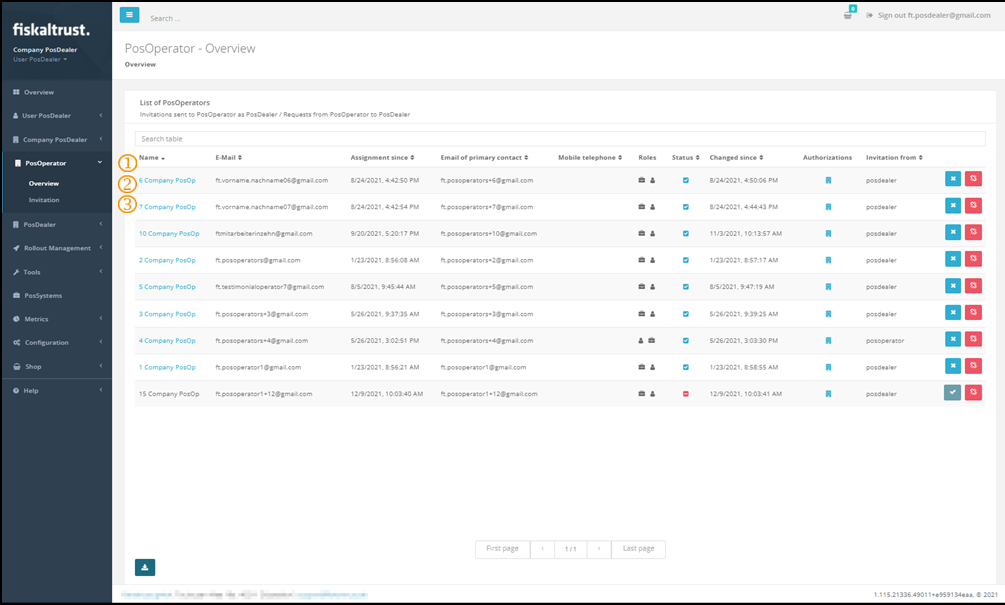 fiskaltrust.
Company PosDealer
User PosDealer
Search ...
0
Sign out ft.posdealer@gmail.com
PosOperator - Overview
Overview
Overview
User PosDealer
Company PosDealer
PosOperator
Overview
Invitation
PosDealer
Rollout Management
Tools
PosSystems
Metrics
Configuration
Shop
Help
List of PosOperators
Invitations sent to PosOperator as PosDealer / Requests from PosOperator to PosDealer
Search table
1
2
3
Name E-Mail Assignment since Email of primary contact Mobile telephone Roles Status Changed since Authorizations Invitation from
6 Company PosOp ft.vorname.nachname06@gmail.com 8/24/2021, 4:42:50 PM ft.posoperators+6@gmail.com 8/24/2021, 4:50:06 PM posdealer
7 Company PosOp ft.vorname.nachname07@gmail.com 8/24/2021, 4:42:54 PM ft.posoperators+7@gmail.com 8/24/2021, 4:44:43 PM posdealer
10 Company PosOp ftmitarbeiterinzehn@gmail.com 9/20/2021, 5:20:17 PM ft.posoperators+10@gmail.com 11/3/2021, 10:13:57 AM posdealer
2 Company PosOp ft.posoperators@gmail.com 1/23/2021, 8:56:08 AM ft.posoperators+2@gmail.com 1/23/2021, 8:57:17 AM posdealer
5 Company PosOp ft.testimonialoperator7@gmail.com 8/5/2021, 9:45:44 AM ft.posoperators+5@gmail.com 8/5/2021, 9:47:19 AM posdealer
3 Company PosOp ft.posoperators+3@gmail.com 5/26/2021, 9:37:35 AM ft.posoperators+3@gmail.com 5/26/2021, 9:39:25 AM posdealer
4 Company PosOp ft.posoperators+4@gmail.com 5/26/2021, 3:02:51 PM ft.posoperators+4@gmail.com 5/26/2021, 3:03:30 PM posoperator
1 Company PosOp ft.posoperator1@gmail.com 1/23/2021, 8:56:21 AM ft.posoperator1@gmail.com 1/23/2021, 8:58:55 AM posdealer
15 Company PosOp ft.posoperator1+12@gmail.com 12/9/2021, 10:03:40 AM ft.posoperator1+12@gmail.com 12/9/2021, 10:03:41 AM posdealer
First page ‹ 1 / 1 › Last page
1.115.21336.49011+e959134eaa, © 2021